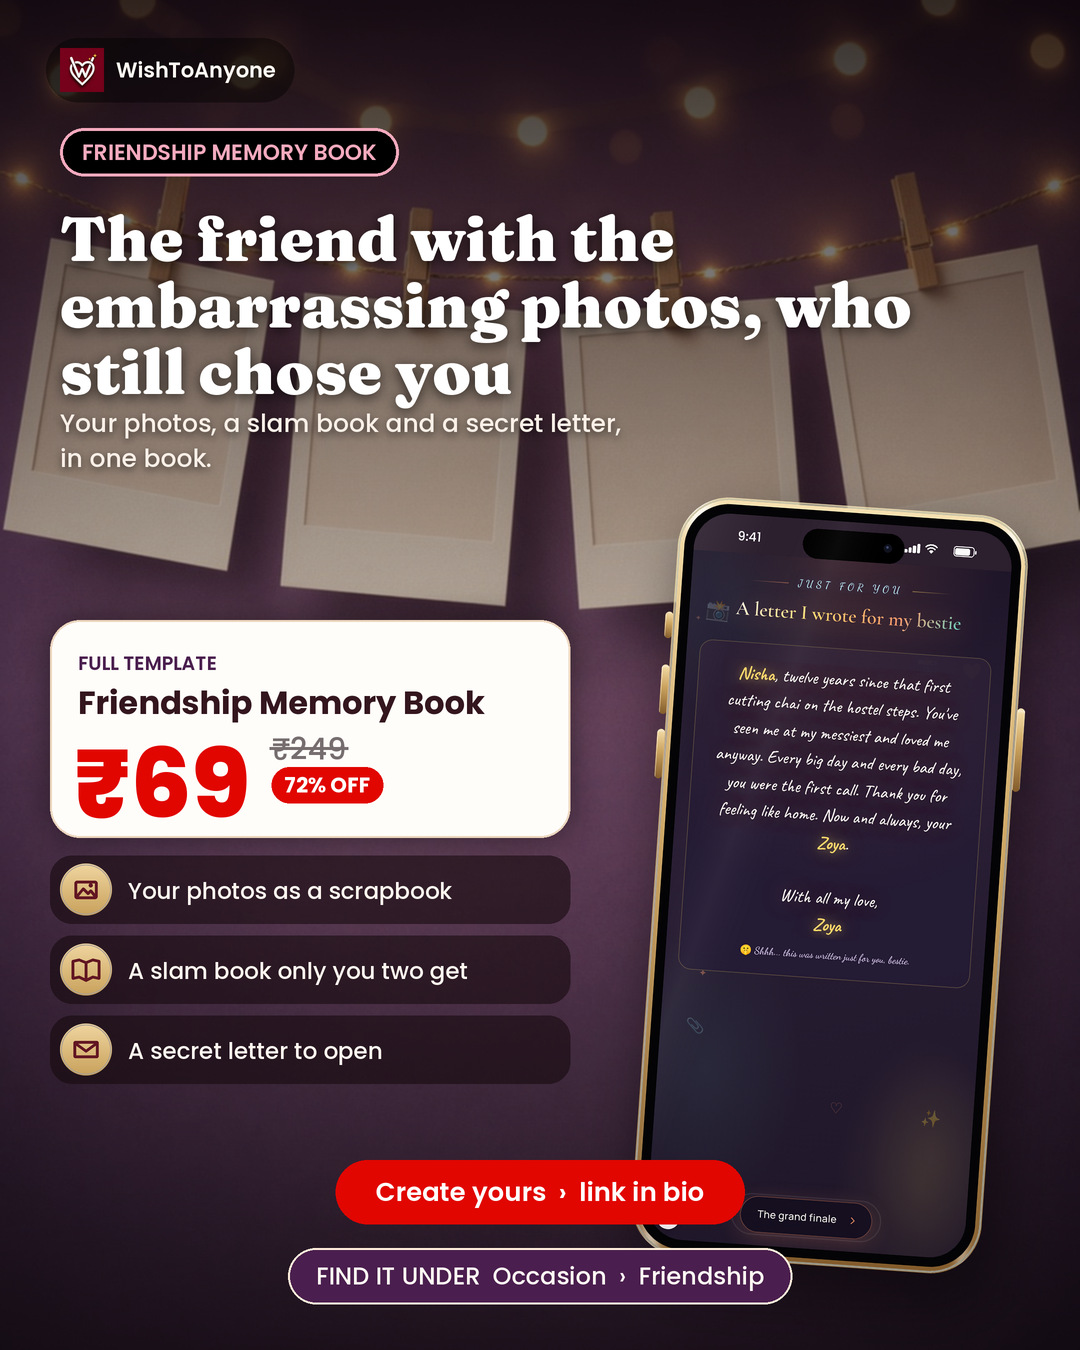 WishToAnyone
FRIENDSHIP MEMORY BOOK
The friend with the
embarrassing photos, who
still chose you
Your photos, a slam book and a secret letter,
in one book.
FULL TEMPLATE
Friendship Memory Book
₹69
₹249
72% OFF
Your photos as a scrapbook
A slam book only you two get
A secret letter to open
9:41
JUST FOR YOU
A letter I wrote for my bestie
Nisha, twelve years since that first
cutting chai on the hostel steps. You've
seen me at my messiest and loved me
anyway. Every big day and every bad day,
you were the first call. Thank you for
feeling like home. Now and always, your
Zoya.
With all my love,
Zoya
Shhh... this was written just for you, bestie.
The grand finale ›
Create yours › link in bio
FIND IT UNDER Occasion › Friendship